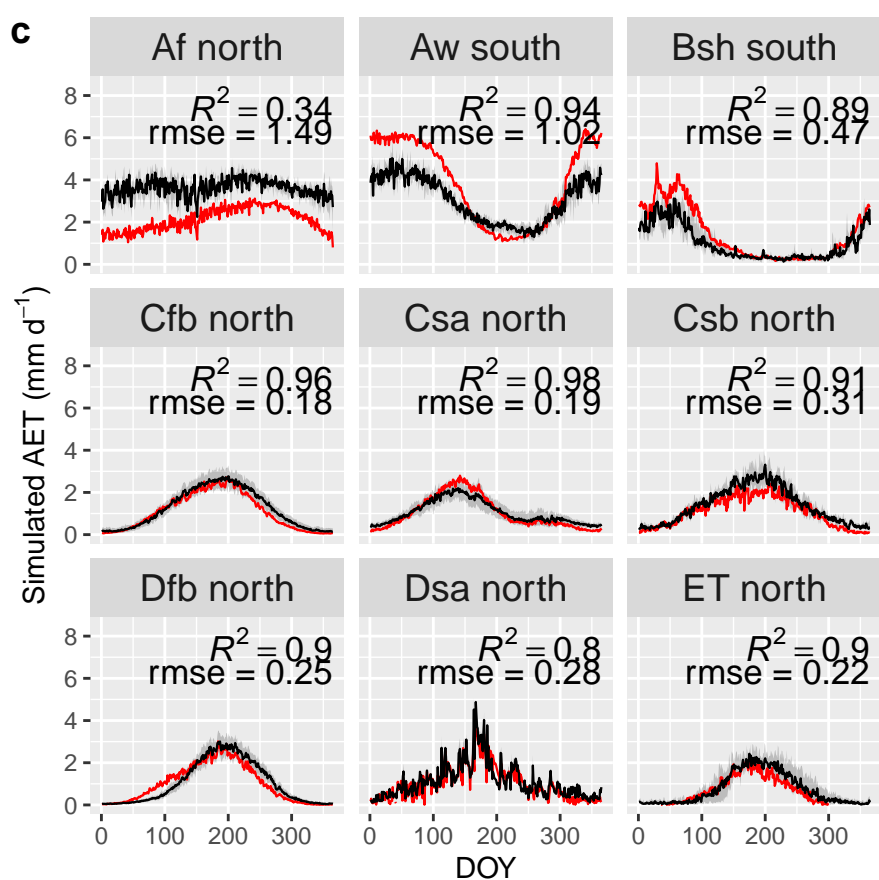 c
Af north
Aw south
Bsh south
R² = 0.34
rmse = 1.49
R² = 0.94
rmse = 1.02
R² = 0.89
rmse = 0.47
8
6
4
2
0
Cfb north
Csa north
Csb north
R² = 0.96
rmse = 0.18
R² = 0.98
rmse = 0.19
R² = 0.91
rmse = 0.31
8
6
4
2
0
Simulated AET (mm d⁻¹)
Dfb north
Dsa north
ET north
R² = 0.9
rmse = 0.25
R² = 0.8
rmse = 0.28
R² = 0.9
rmse = 0.22
8
6
4
2
0
0 100 200 300
0 100 200 300
0 100 200 300
DOY